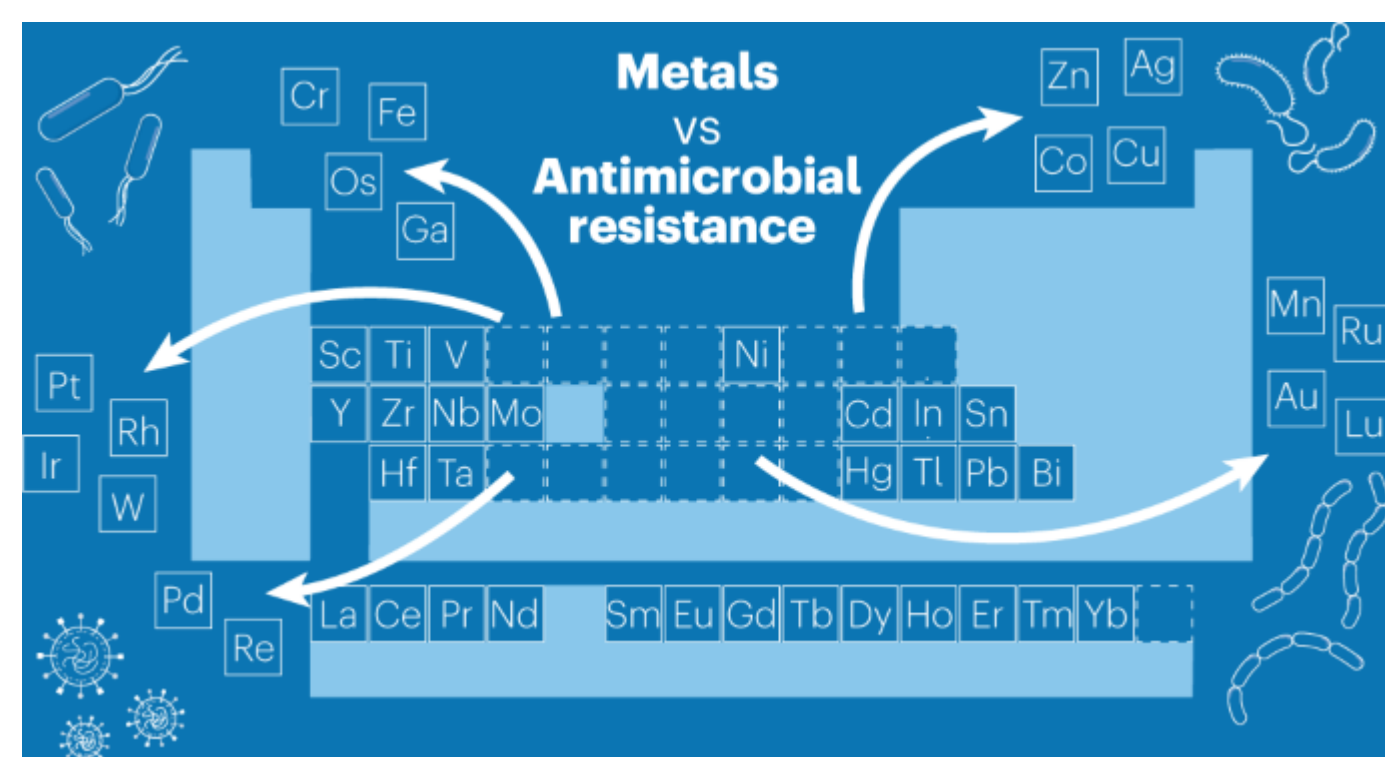 Metals
vs
Antimicrobial
resistance
Zn Ag
Cr Fe
Co Cu
Os
Ga
Mn
Ru
Sc Ti V Ni
Pt
Au
Lu
Rh
Y Zr Nb Mo Cd In Sn
Ir
Hf Ta Hg Tl Pb Bi
W
Pd
La Ce Pr Nd Sm Eu Gd Tb Dy Ho Er Tm Yb
Re